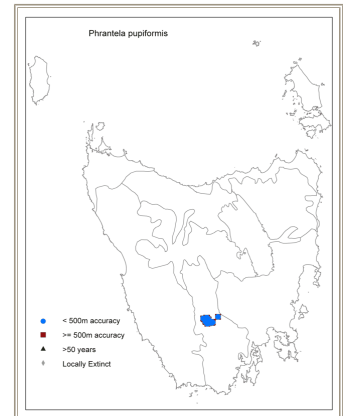 Phrantela pupiformis
< 500m accuracy
>= 500m accuracy
>50 years
Locally Extinct